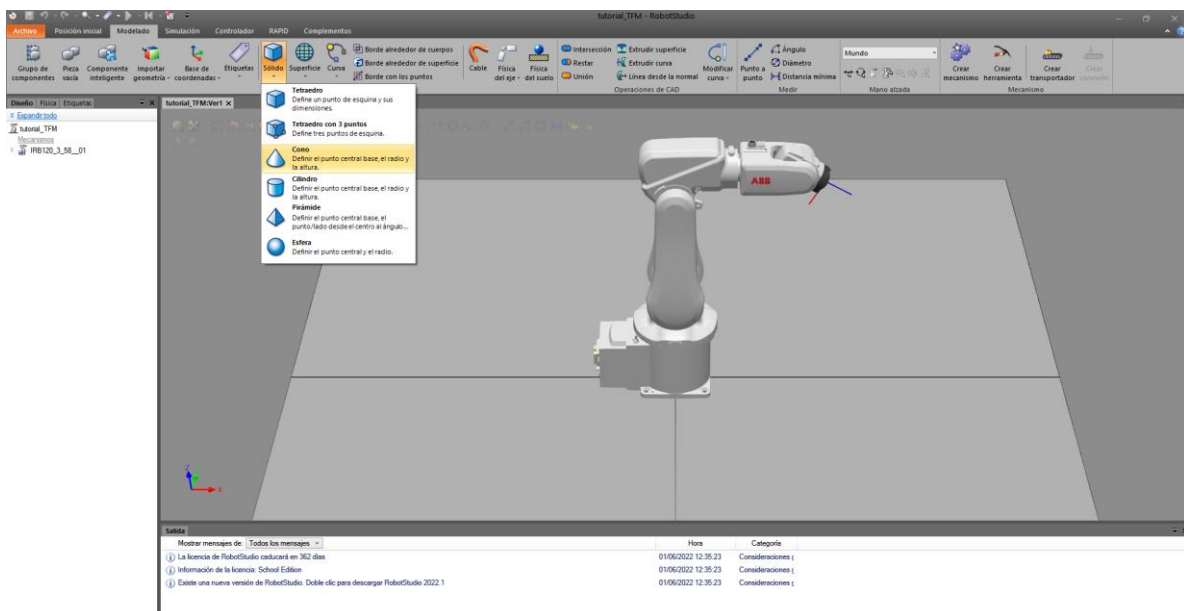 tutorial_TFM - RobotStudio
Archivo Posición inicial Modelado Simulación Controlador RAPID Complementos
Grupo de componentes
Pieza vacía
Componente inteligente
Importar geometría
Base de coordenadas
Etiquetas
Sólido
Superficie
Curva
Borde alrededor de cuerpos
Borde alrededor de superficie
Borde con los puntos
Cable
Física del eje
Física del suelo
Intersección
Restar
Unión
Extrudir superficie
Extrudir curva
Línea desde la normal
Modificar curva
Operaciones de CAD
Punto a punto
Ángulo
Diámetro
Distancia mínima
Medir
Mundo
Mano alzada
Crear mecanismo
Crear herramienta
Crear transportador
Crear conexión
Mecanismo
Diseño Física Etiquetas
tutorial_TFM:Ver1
Expandir todo
tutorial_TFM
Mecanismos
IRB120_3_58__01
Tetraedro
Define un punto de esquina y sus
dimensiones.
Tetraedro con 3 puntos
Define tres puntos de esquina.
Cono
Definir el punto central base, el radio y
la altura.
Cilindro
Definir el punto central base, el radio y
la altura.
Pirámide
Definir el punto central base, el
punto/lado desde el centro al ángulo...
Esfera
Definir el punto central y el radio.
ABB
Z
X
Salida
Mostrar mensajes de: Todos los mensajes
Hora Categoría
La licencia de RobotStudio caducará en 362 días 01/06/2022 12:35:23 Consideraciones g
Información de la licencia: School Edition 01/06/2022 12:35:23 Consideraciones g
Existe una nueva versión de RobotStudio. Doble clic para descargar RobotStudio 2022.1 01/06/2022 12:35:23 Consideraciones g